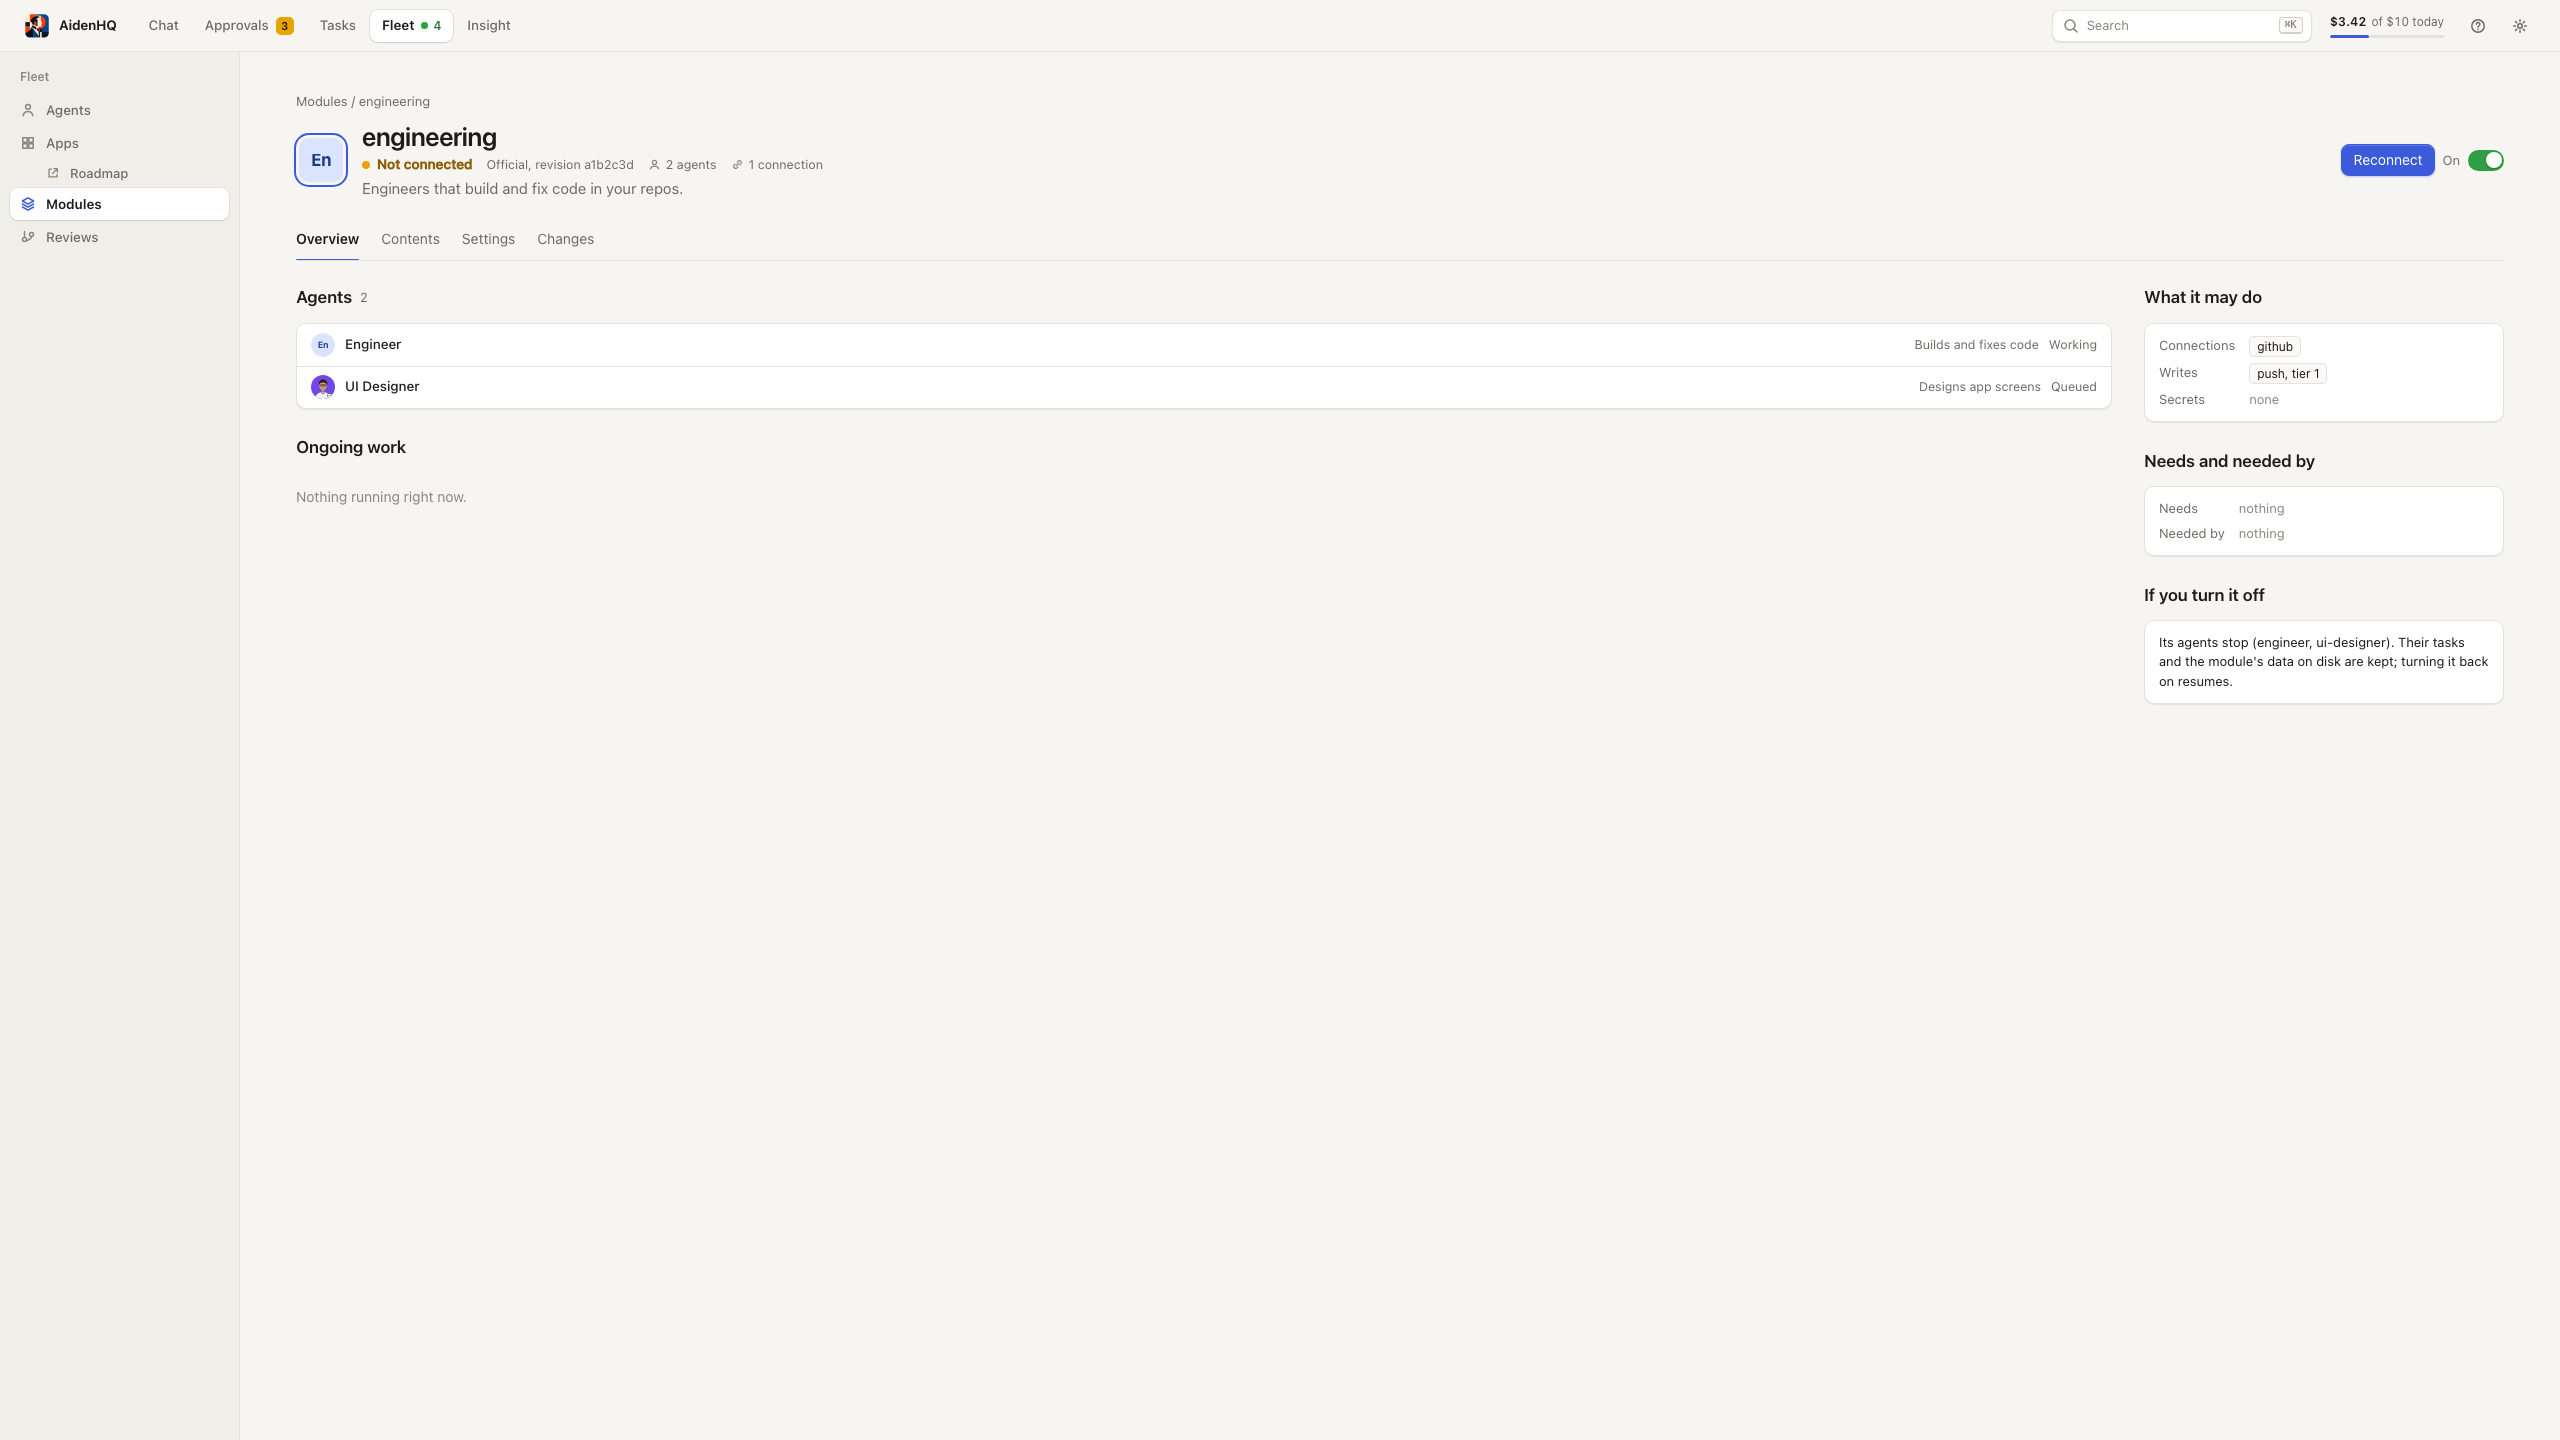 AidenHQ Chat Approvals 3 Tasks Fleet 4 Insight Search ⌘K $3.42 of $10 today
Fleet
Agents
Apps
Roadmap
Modules
Reviews
Modules / engineering
En
engineering
Not connected Official, revision a1b2c3d 2 agents 1 connection
Engineers that build and fix code in your repos.
Reconnect On
Overview Contents Settings Changes
Agents 2
En Engineer Builds and fixes code Working
UI Designer Designs app screens Queued
Ongoing work
Nothing running right now.
What it may do
Connections github
Writes push, tier 1
Secrets none
Needs and needed by
Needs nothing
Needed by nothing
If you turn it off
Its agents stop (engineer, ui-designer). Their tasks
and the module's data on disk are kept; turning it back
on resumes.